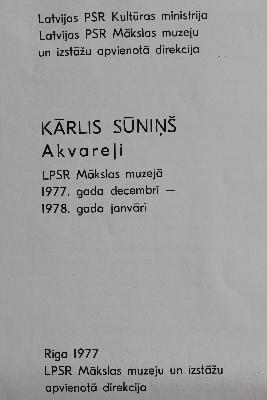 Latvijas PSR Kultūras ministrija
Latvijas PSR Mākslas muzeju
un izstāžu apvienotā direkcija
KĀRLIS SŪNIŅŠ
Akvareļi
LPSR Mākslas muzejā
1977. gada decembrī —
1978. gada janvārī
Rīga 1977
LPSR Mākslas muzeju un izstāžu
apvienotā direkcija